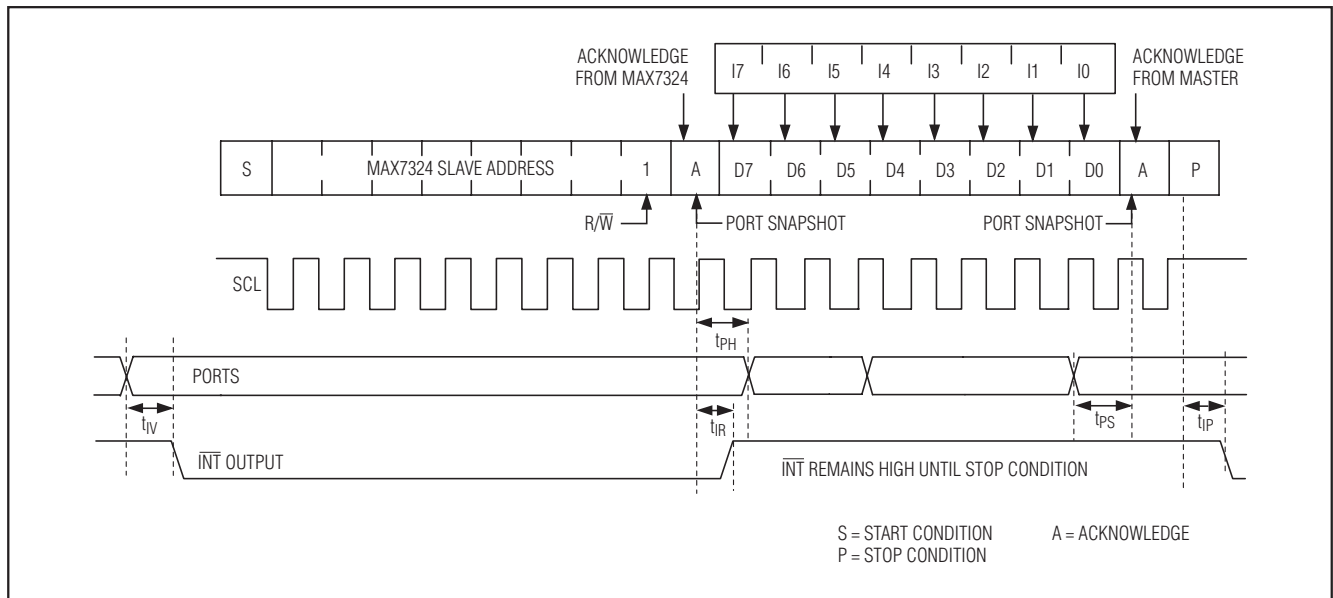 ACKNOWLEDGE
FROM MAX7324
I7 I6 I5 I4 I3 I2 I1 I0
ACKNOWLEDGE
FROM MASTER
S MAX7324 SLAVE ADDRESS 1 A D7 D6 D5 D4 D3 D2 D1 D0 A P
R/W̅ PORT SNAPSHOT PORT SNAPSHOT
SCL
tPH
PORTS
tIV tIR tPS tIP
I̅N̅T̅ OUTPUT I̅N̅T̅ REMAINS HIGH UNTIL STOP CONDITION
S = START CONDITION A = ACKNOWLEDGE
P = STOP CONDITION